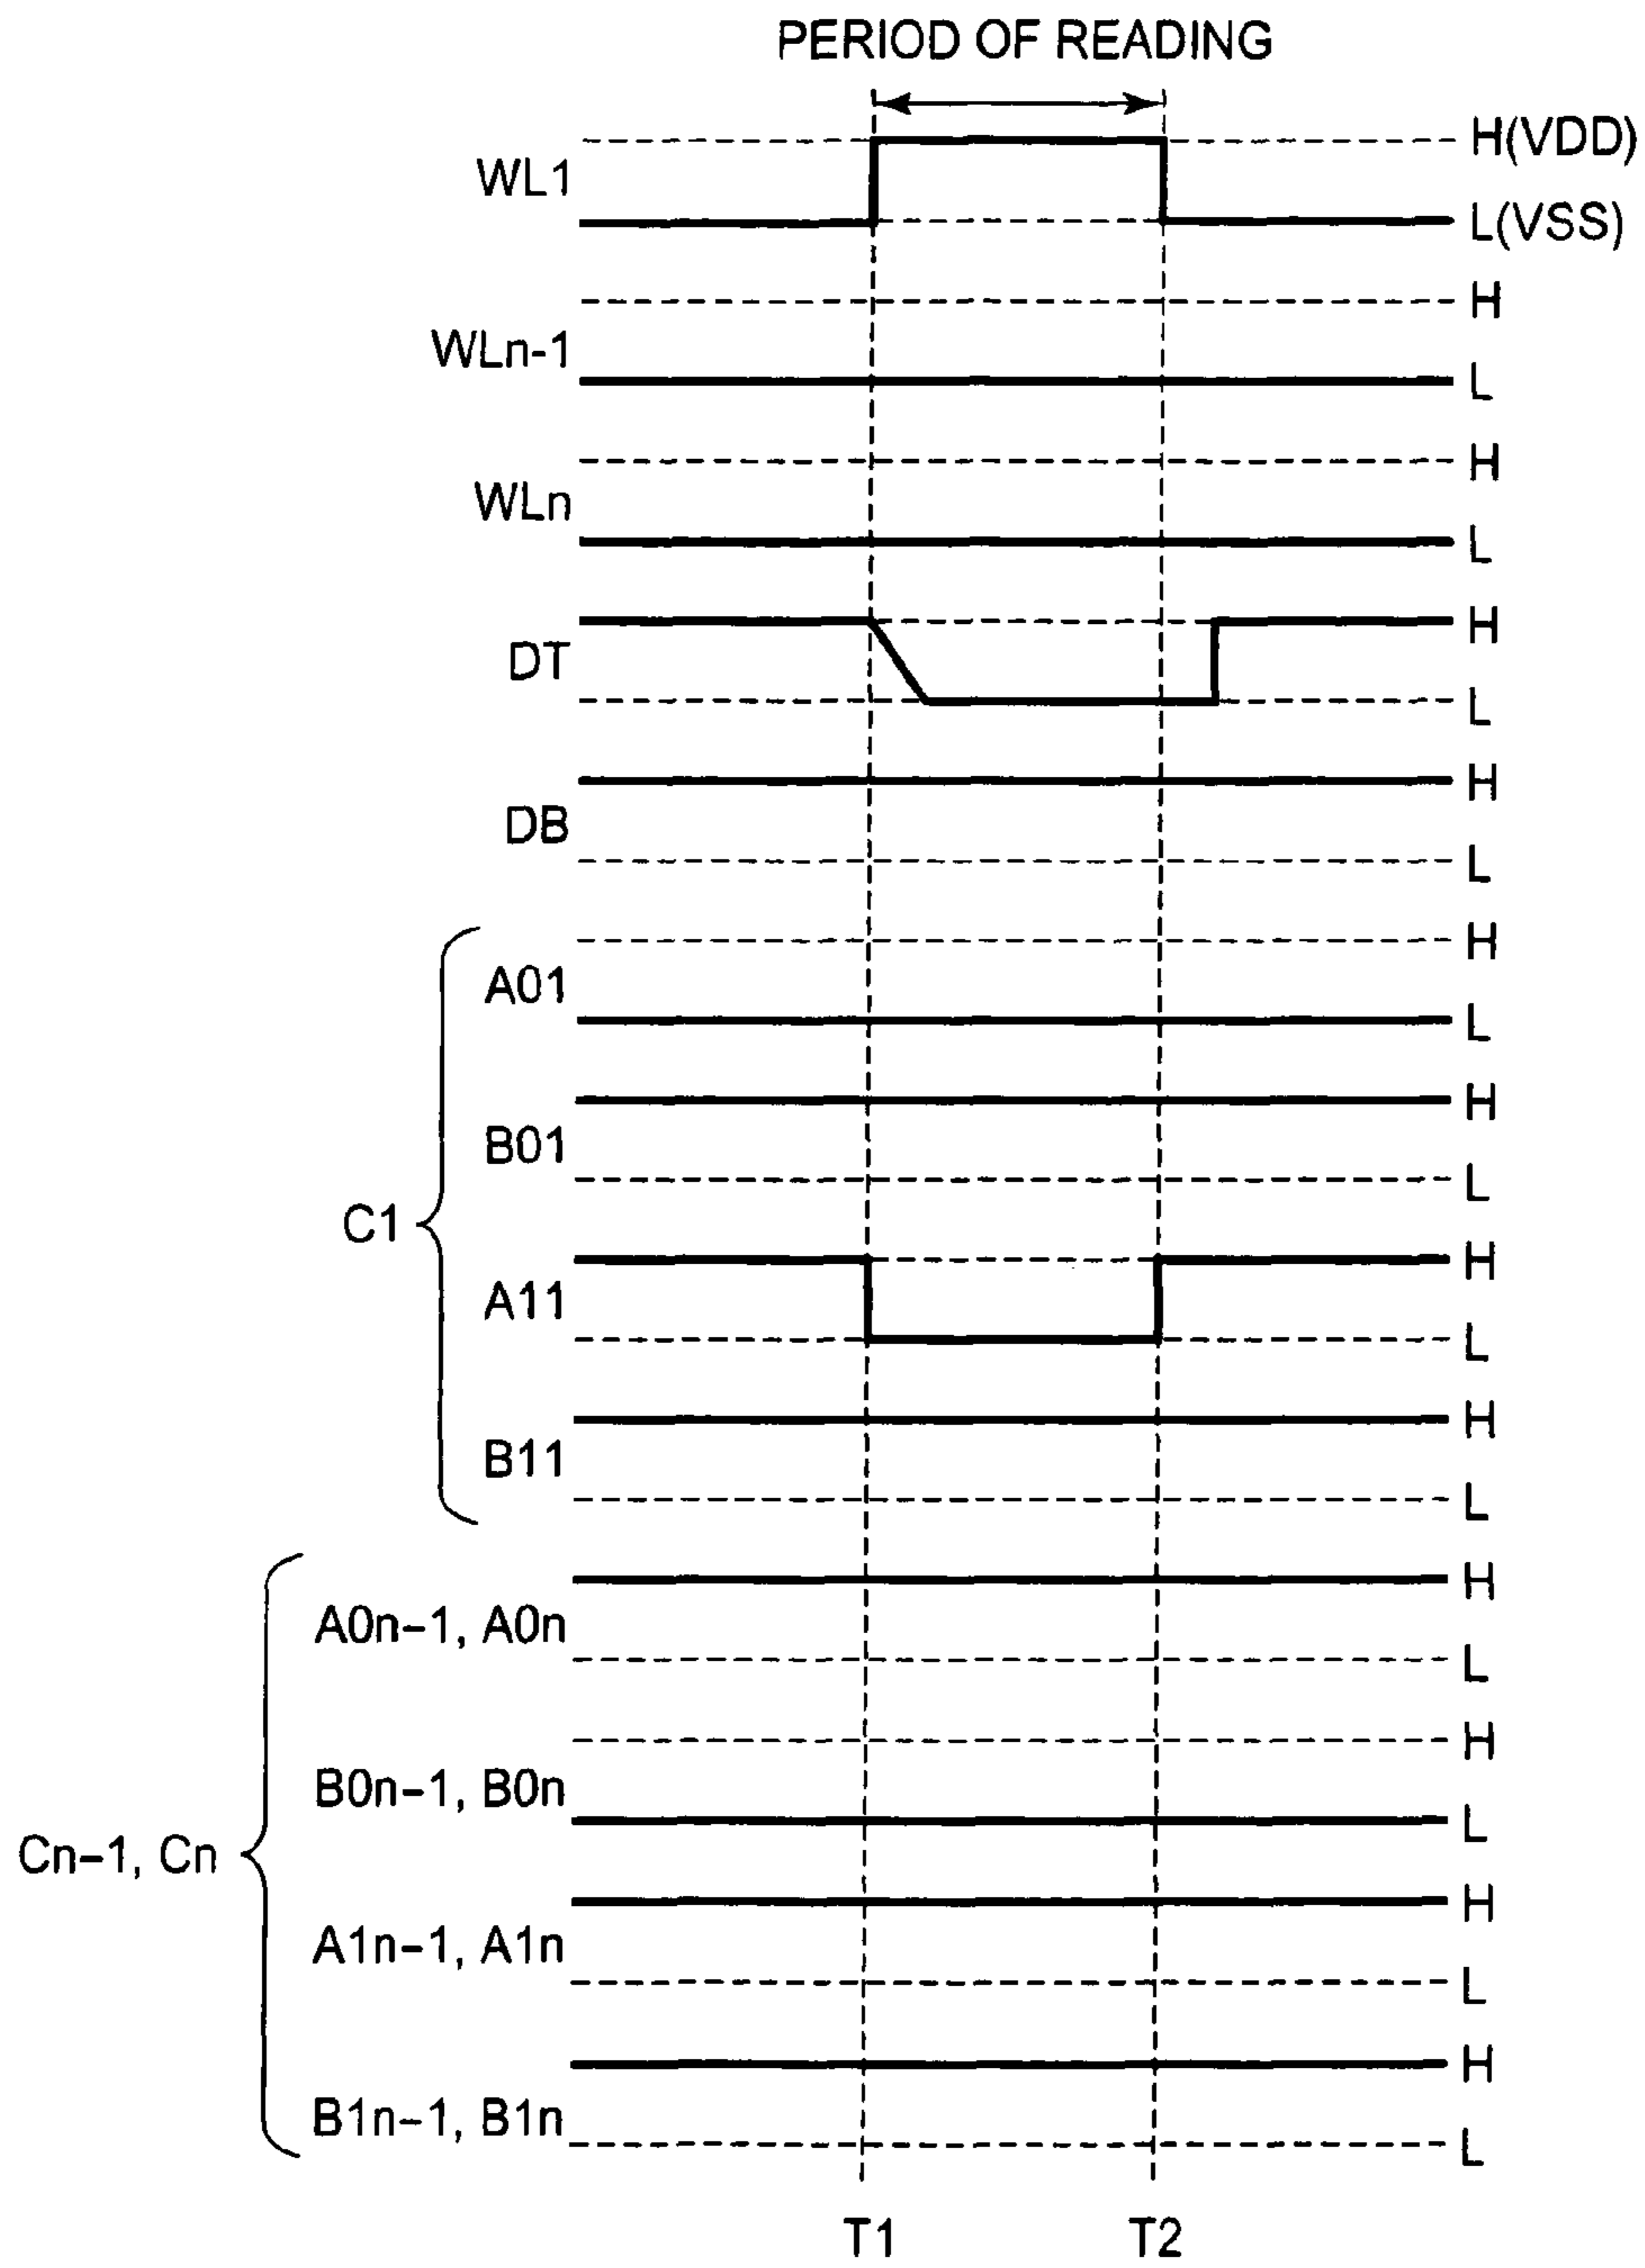 PERIOD OF READING
WL1 H(VDD)
L(VSS)
WLn-1 H
L
WLn H
L
DT H
L
DB H
L
C1
A01 H
L
B01 H
L
A11 H
L
B11 H
L
Cn-1, Cn
A0n-1, A0n H
L
B0n-1, B0n H
L
A1n-1, A1n H
L
B1n-1, B1n H
L
T1 T2